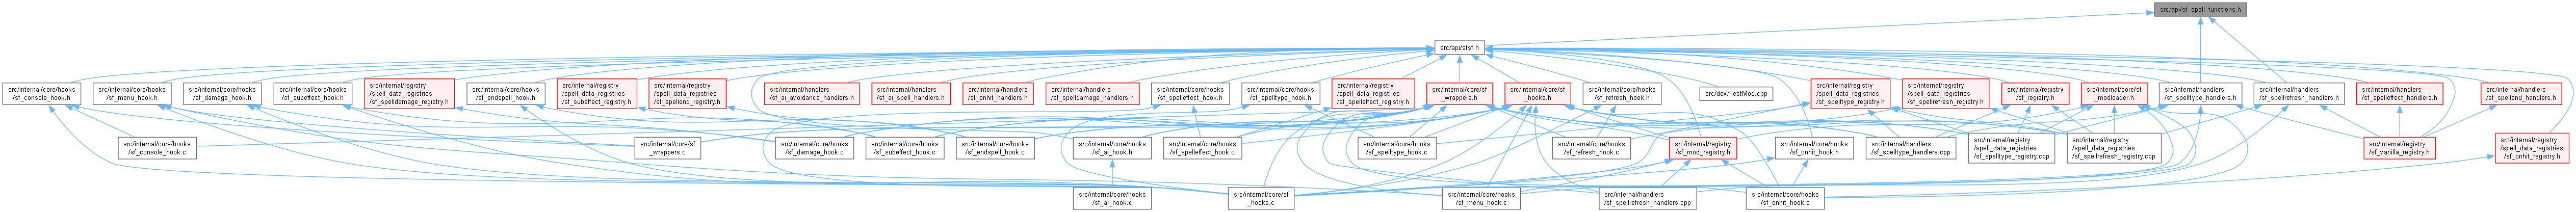 src/api/sf_spell_functions.h
src/api/sfsf.h
src/internal/core/hooks
/sf_console_hook.h
src/internal/core/hooks
/sf_menu_hook.h
src/internal/core/hooks
/sf_damage_hook.h
src/internal/core/hooks
/sf_subeffect_hook.h
src/internal/registry
/spell_data_registries
/sf_spelldamage_registry.h
src/internal/core/hooks
/sf_endspell_hook.h
src/internal/registry
/spell_data_registries
/sf_subeffect_registry.h
src/internal/registry
/spell_data_registries
/sf_spellend_registry.h
src/internal/handlers
/sf_ai_avoidance_handlers.h
src/internal/handlers
/sf_ai_spell_handlers.h
src/internal/handlers
/sf_onhit_handlers.h
src/internal/handlers
/sf_spelldamage_handlers.h
src/internal/core/hooks
/sf_spelleffect_hook.h
src/internal/core/hooks
/sf_spelltype_hook.h
src/internal/registry
/spell_data_registries
/sf_spelleffect_registry.h
src/internal/core/sf
_wrappers.h
src/internal/core/sf
_hooks.h
src/internal/core/hooks
/sf_refresh_hook.h
src/dev/TestMod.cpp
src/internal/registry
/spell_data_registries
/sf_spelltype_registry.h
src/internal/registry
/spell_data_registries
/sf_spellrefresh_registry.h
src/internal/registry
/sf_registry.h
src/internal/core/sf
_modloader.h
src/internal/handlers
/sf_spelltype_handlers.h
src/internal/handlers
/sf_spellrefresh_handlers.h
src/internal/handlers
/sf_spelleffect_handlers.h
src/internal/handlers
/sf_spellend_handlers.h
src/internal/core/hooks
/sf_console_hook.c
src/internal/core/sf
_wrappers.c
src/internal/core/hooks
/sf_damage_hook.c
src/internal/core/hooks
/sf_subeffect_hook.c
src/internal/core/hooks
/sf_endspell_hook.c
src/internal/core/hooks
/sf_ai_hook.h
src/internal/core/hooks
/sf_spelleffect_hook.c
src/internal/core/hooks
/sf_spelltype_hook.c
src/internal/core/hooks
/sf_refresh_hook.c
src/internal/registry
/sf_mod_registry.h
src/internal/core/hooks
/sf_onhit_hook.h
src/internal/handlers
/sf_spelltype_handlers.cpp
src/internal/registry
/spell_data_registries
/sf_spelltype_registry.cpp
src/internal/registry
/spell_data_registries
/sf_spellrefresh_registry.cpp
src/internal/registry
/sf_vanilla_registry.h
src/internal/registry
/spell_data_registries
/sf_onhit_registry.h
src/internal/core/hooks
/sf_ai_hook.c
src/internal/core/sf
_hooks.c
src/internal/core/hooks
/sf_menu_hook.c
src/internal/handlers
/sf_spellrefresh_handlers.cpp
src/internal/core/hooks
/sf_onhit_hook.c